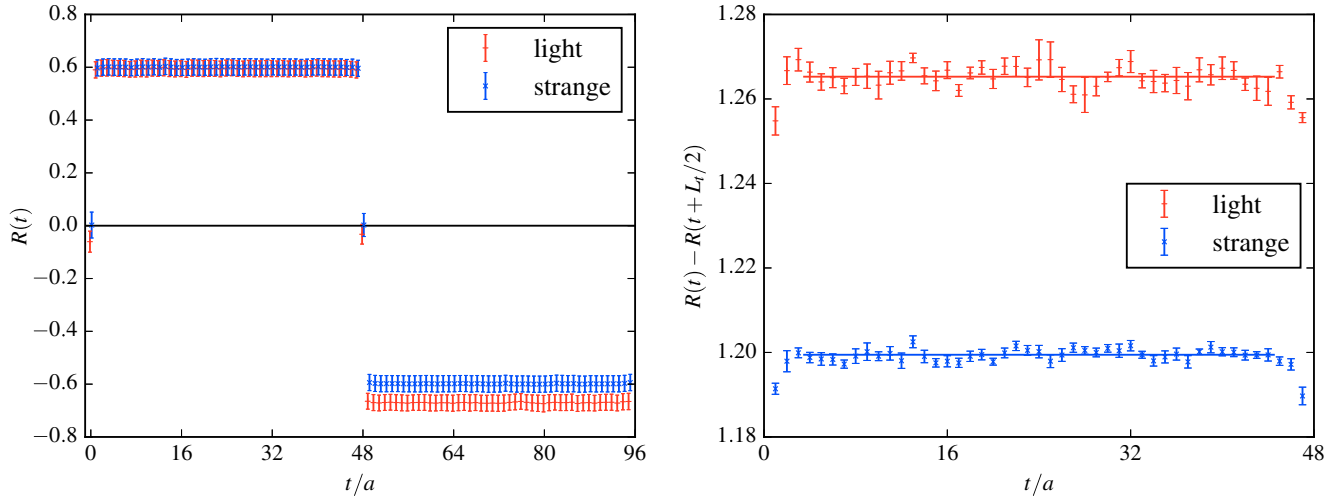 0.8
0.6
0.4
0.2
0.0
−0.2
−0.4
−0.6
−0.8
R(t)
0 16 32 48 64 80 96
t/a
light
strange
1.28
1.26
1.24
1.22
1.20
1.18
R(t) − R(t + L_t/2)
0 16 32 48
t/a
light
strange